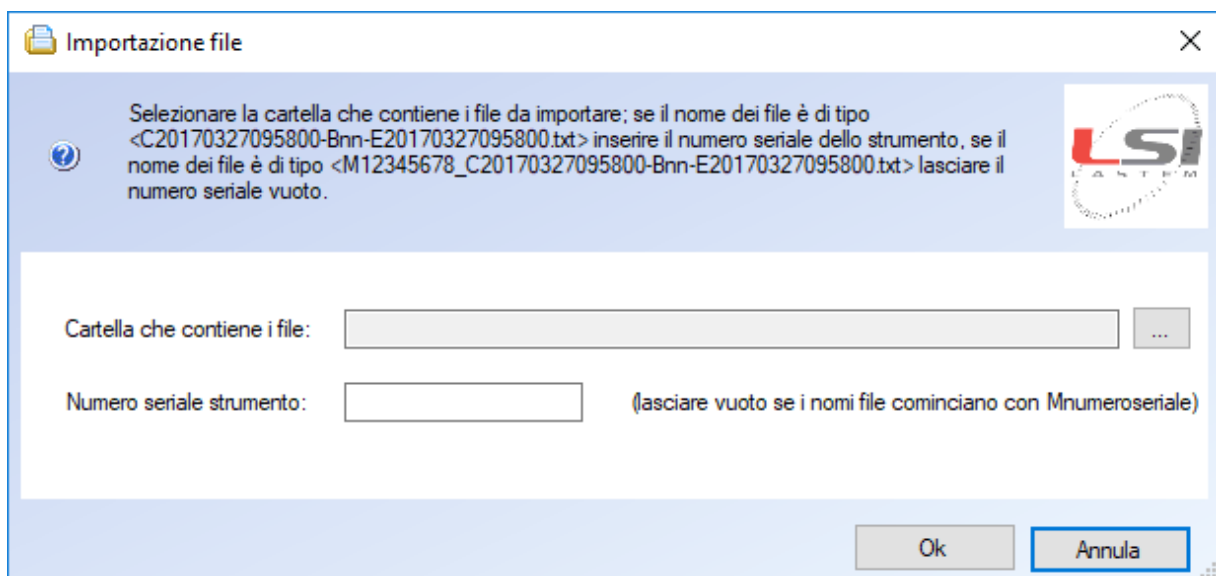 Importazione file
Selezionare la cartella che contiene i file da importare; se il nome dei file è di tipo
<C20170327095800-Bnn-E20170327095800.txt> inserire il numero seriale dello strumento, se il
nome dei file è di tipo <M12345678_C20170327095800-Bnn-E20170327095800.txt> lasciare il
numero seriale vuoto.
LSI
LASTEM
Cartella che contiene i file:
...
Numero seriale strumento:
(lasciare vuoto se i nomi file cominciano con Mnumeroseriale)
Ok
Annulla